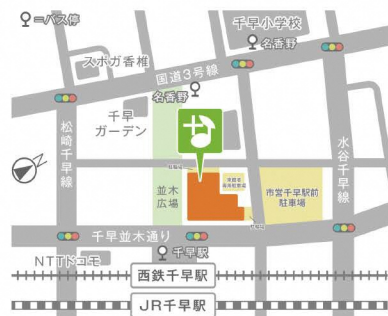 =バス停
千早小学校
名香野
スポガ香椎
国道3号線
名香野
千早
ガーデン
松崎千早線
水谷千早線
並木
広場
市営千早駅前
駐車場
千早並木通り
千早駅
NTTドコモ
西鉄千早駅
JR千早駅